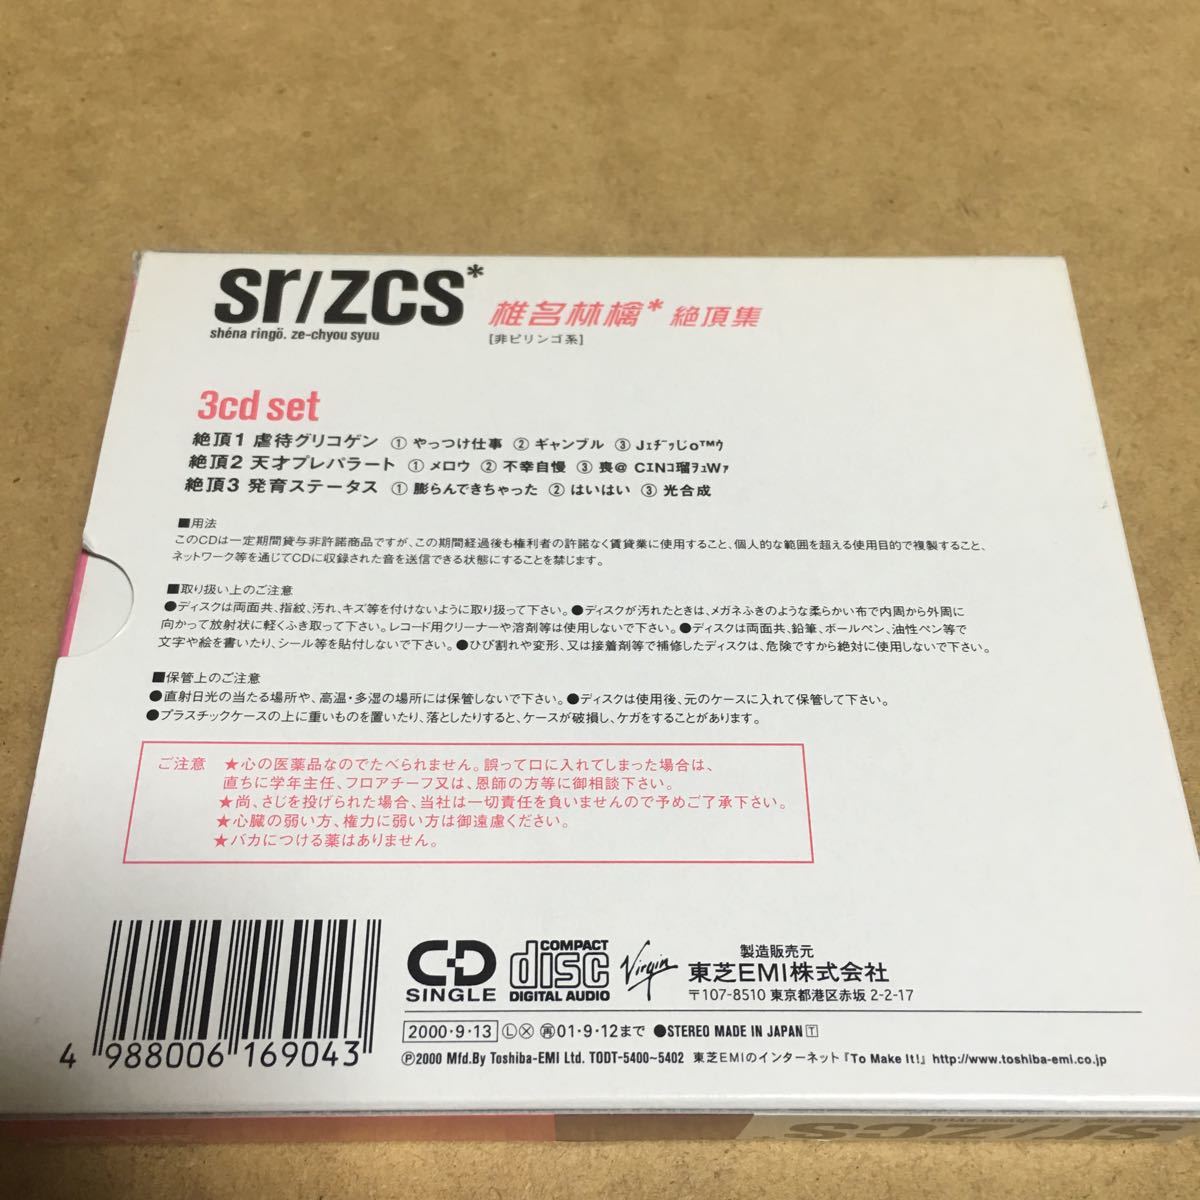 sr/zcs*
shéna ringö. ze-chyou syuu
椎名林檎* 絶頂集
[非ピリンゴ系]
3cd set
絶頂1 虐待グリコゲン ① やっつけ仕事 ② ギャンブル ③ Jｪﾁﾞｯじo™ｩ
絶頂2 天才プレパラート ① メロウ ② 不幸自慢 ③ 喪@ CINｺ瑠ｦｭWｧ
絶頂3 発育ステータス ① 膨らんできちゃった ② はいはい ③ 光合成
■用法
このCDは一定期間貸与非許諾商品ですが、この期間経過後も権利者の許諾なく賃貸業に使用すること、個人的な範囲を超える使用目的で複製すること、
ネットワーク等を通じてCDに収録された音を送信できる状態にすることを禁じます。
■取り扱い上のご注意
●ディスクは両面共、指紋、汚れ、キズ等を付けないように取り扱って下さい。●ディスクが汚れたときは、メガネふきのような柔らかい布で内周から外周に
向かって放射状に軽くふき取って下さい。レコード用クリーナーや溶剤等は使用しないで下さい。●ディスクは両面共、鉛筆、ボールペン、油性ペン等で
文字や絵を書いたり、シール等を貼付しないで下さい。●ひび割れや変形、又は接着剤等で補修したディスクは、危険ですから絶対に使用しないで下さい。
■保管上のご注意
●直射日光の当たる場所や、高温・多湿の場所には保管しないで下さい。●ディスクは使用後、元のケースに入れて保管して下さい。
●プラスチックケースの上に重いものを置いたり、落としたりすると、ケースが破損し、ケガをすることがあります。
ご注意 ★心の医薬品なのでたべられません。誤って口に入れてしまった場合は、
直ちに学年主任、フロアチーフ又は、恩師の方等に御相談下さい。
★尚、さじを投げられた場合、当社は一切責任を負いませんので予めご了承下さい。
★心臓の弱い方、権力に弱い方は御遠慮ください。
★バカにつける薬はありません。
4 988006 169043
CD SINGLE
COMPACT disc DIGITAL AUDIO
Virgin
製造販売元
東芝EMI株式会社
〒107-8510 東京都港区赤坂 2-2-17
2000・9・13 Ⓛ Ⓧ 再 01・9・12まで ●STEREO MADE IN JAPAN T
Ⓟ2000 Mfd.By Toshiba-EMI Ltd. TODT-5400~5402 東芝EMIのインターネット『To Make It!』 http://www.toshiba-emi.co.jp
sr/zcs